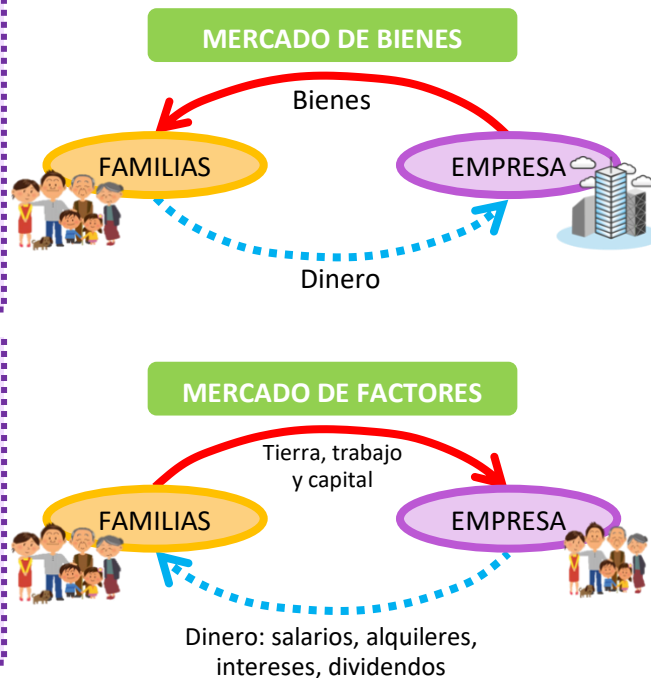 MERCADO DE BIENES
Bienes
FAMILIAS
EMPRESA
Dinero
MERCADO DE FACTORES
Tierra, trabajo
y capital
FAMILIAS
EMPRESA
Dinero: salarios, alquileres,
intereses, dividendos